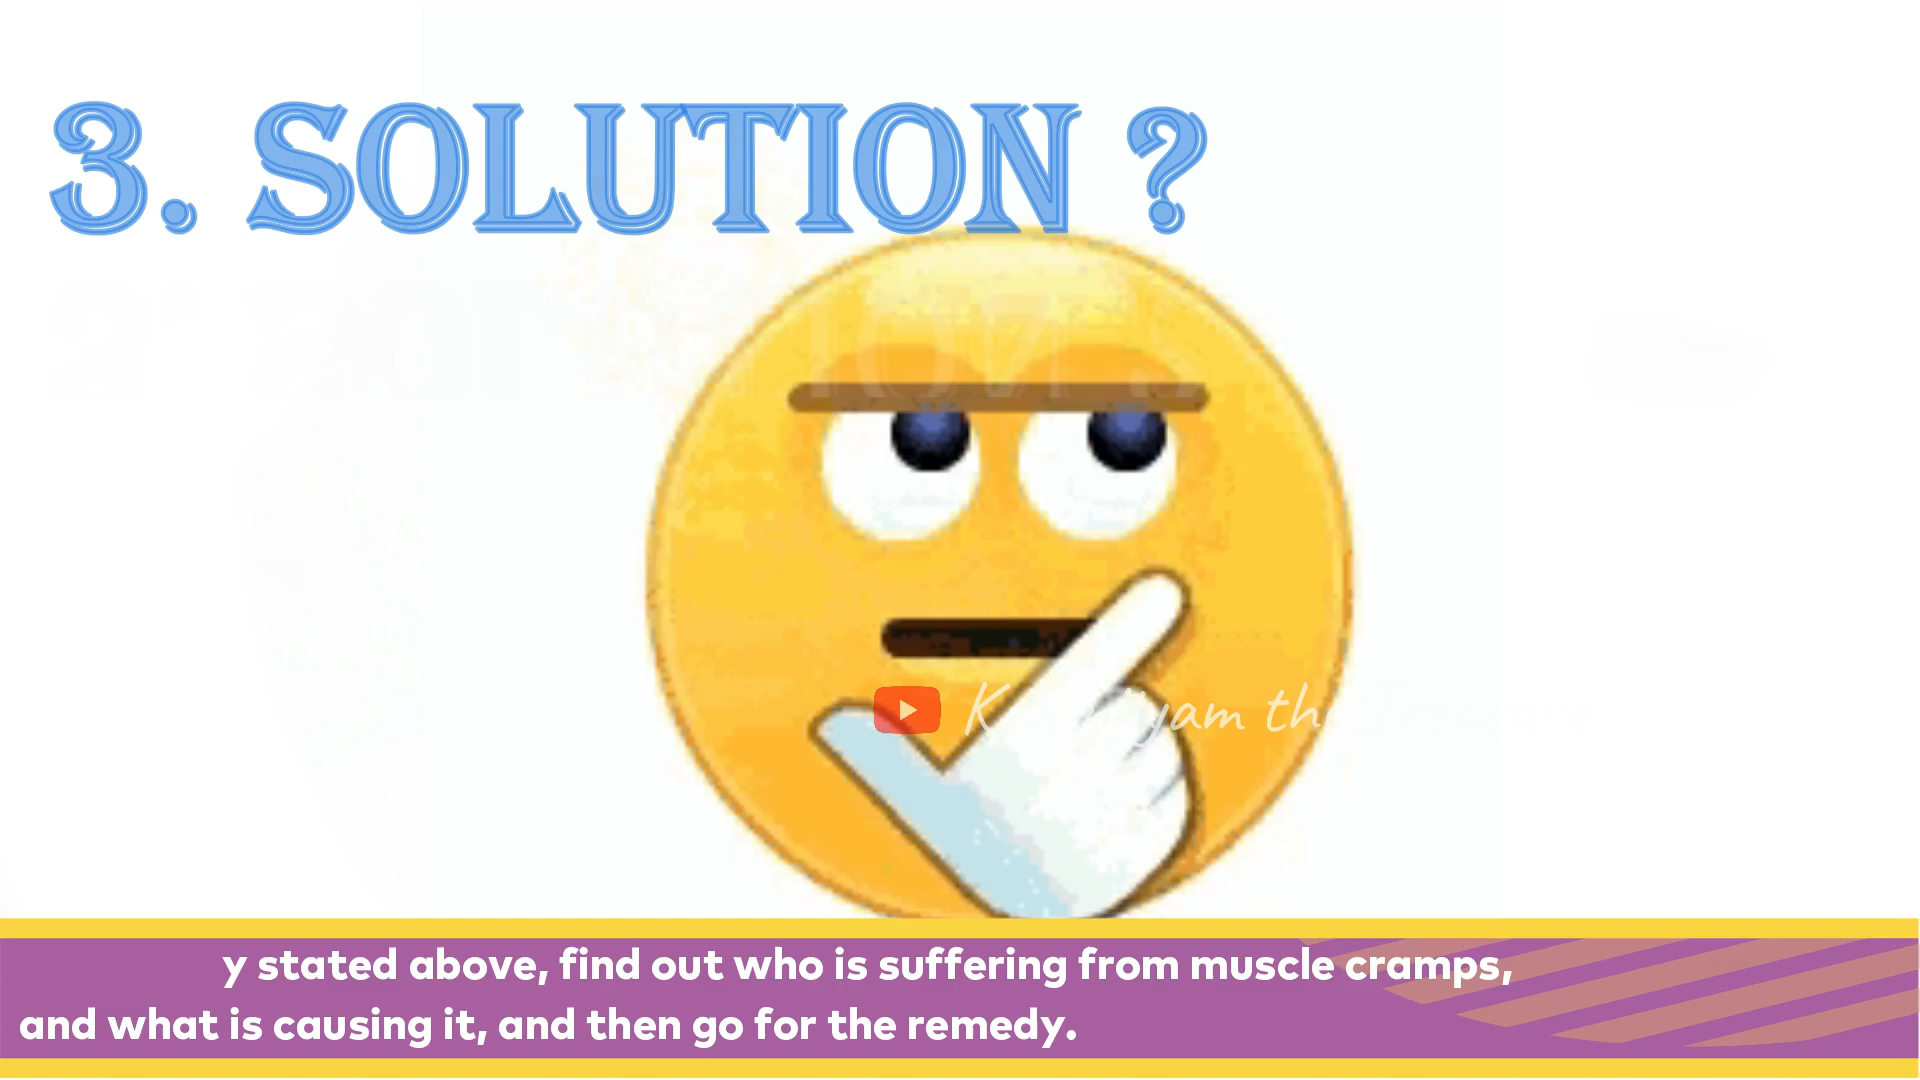 3. SOLUTION ?
yam
y stated above, find out who is suffering from muscle cramps,
and what is causing it, and then go for the remedy.